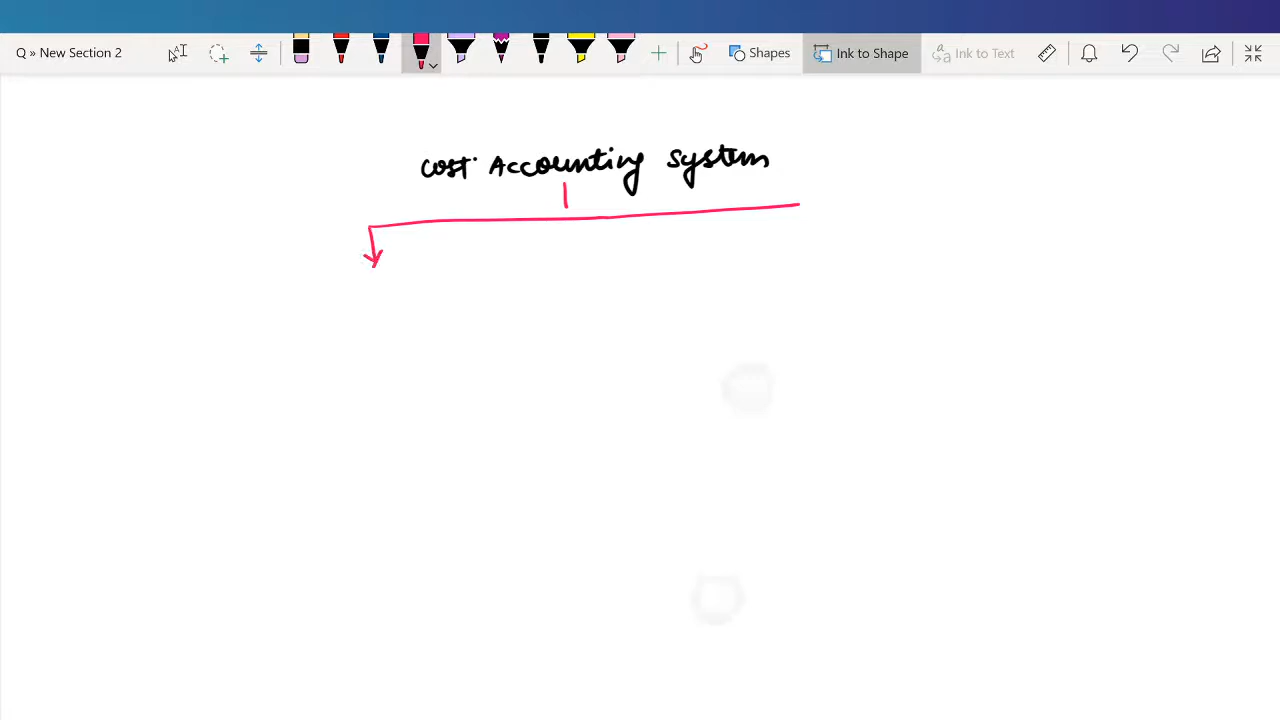 Q » New Section 2
Shapes
Ink to Shape
Ink to Text
Cost Accounting System